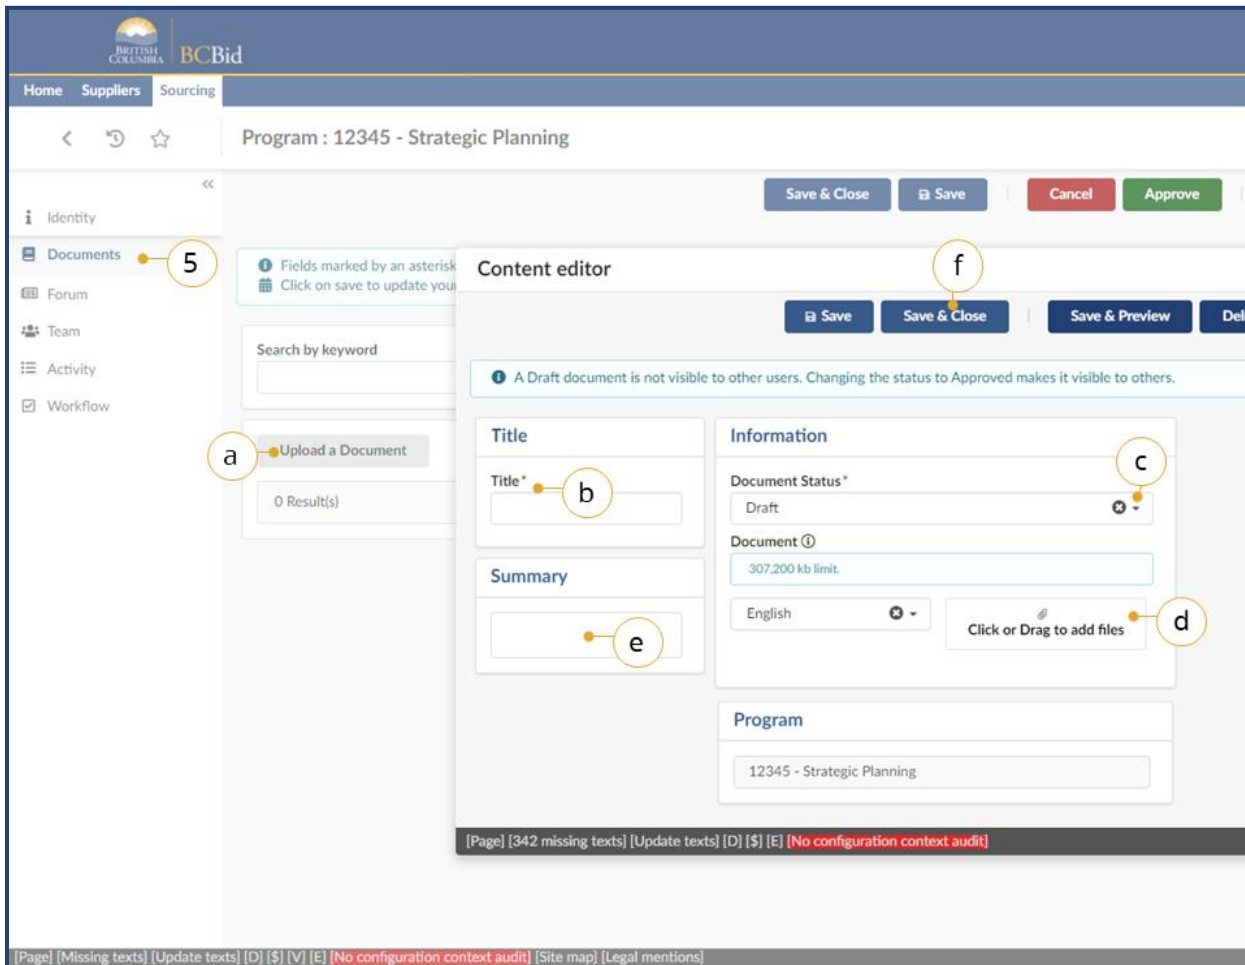 BRITISH
COLUMBIA
BCBid
Home Suppliers Sourcing
Program : 12345 - Strategic Planning
Save & Close Save Cancel Approve
Identity
Documents
5
Forum
Team
Activity
Workflow
Fields marked by an asterisk
Click on save to update you
Search by keyword
a
Upload a Document
0 Result(s)
Content editor
f
Save Save & Close Save & Preview Del
A Draft document is not visible to other users. Changing the status to Approved makes it visible to others.
Title
Title*
b
Summary
e
Information
c
Document Status*
Draft
Document
307,200 kb limit.
English
Click or Drag to add files
d
Program
12345 - Strategic Planning
[Page] [342 missing texts] [Update texts] [D] [$] [E] [No configuration context audit]
[Page] [Missing texts] [Update texts] [D] [$] [V] [E] [No configuration context audit] [Site map] [Legal mentions]